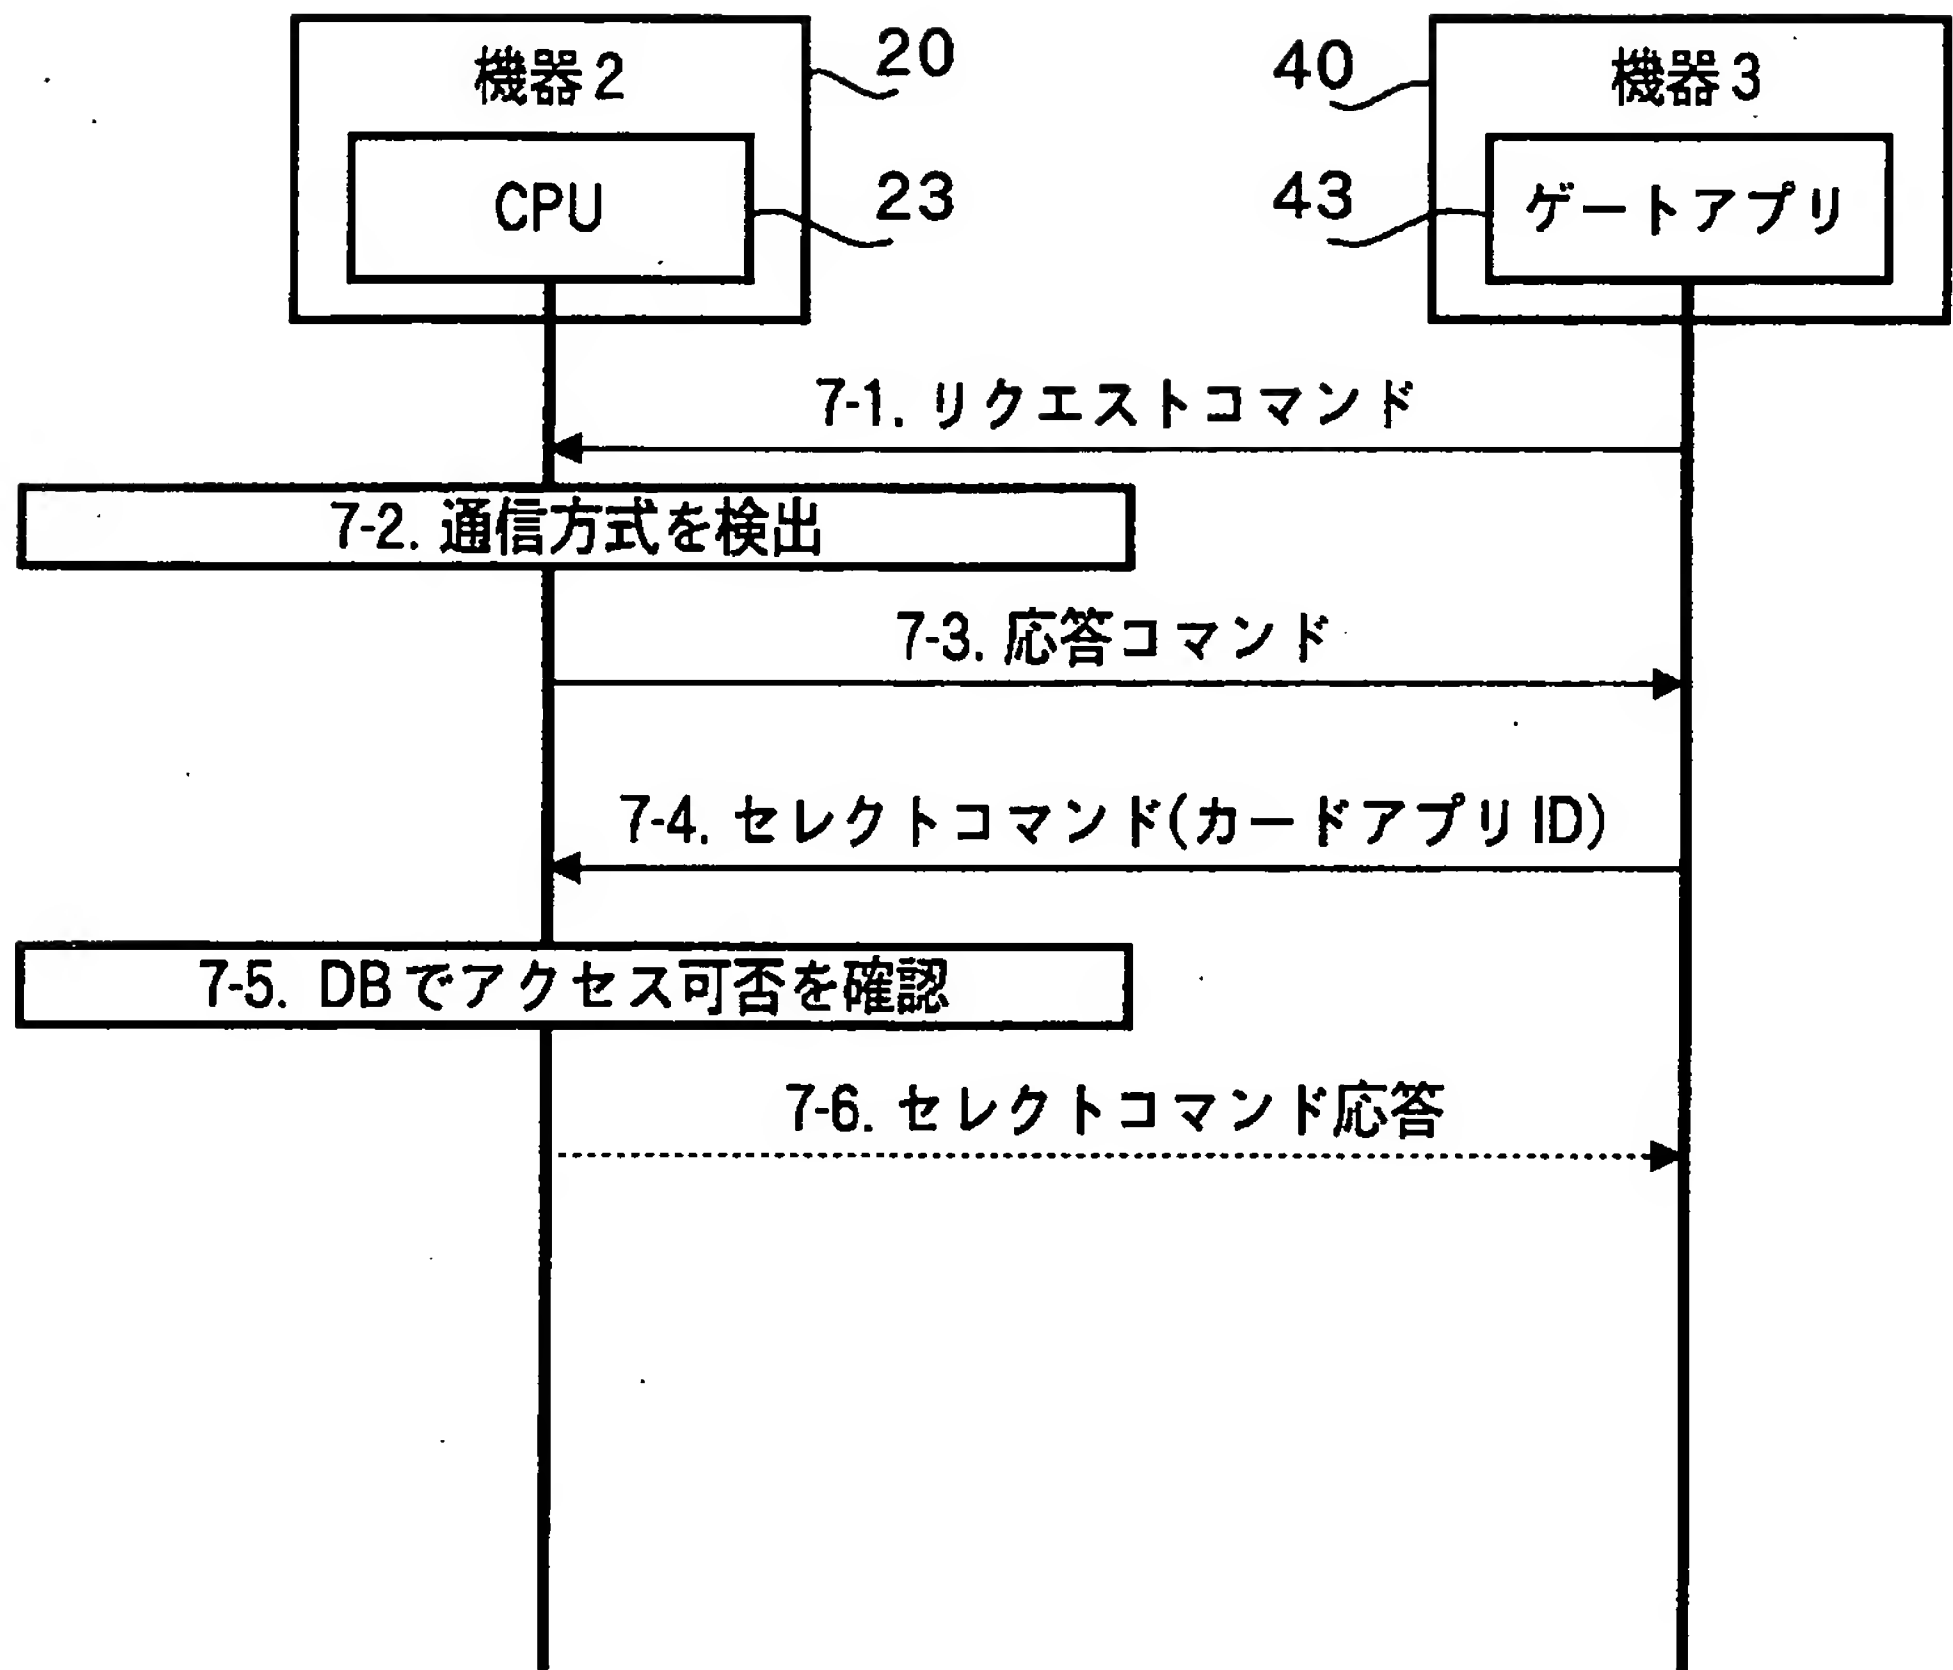 機器2
20
CPU
23
40
機器3
43
ゲートアプリ
7-1. リクエストコマンド
7-2. 通信方式を検出
7-3. 応答コマンド
7-4. セレクトコマンド(カードアプリID)
7-5. DBでアクセス可否を確認
7-6. セレクトコマンド応答